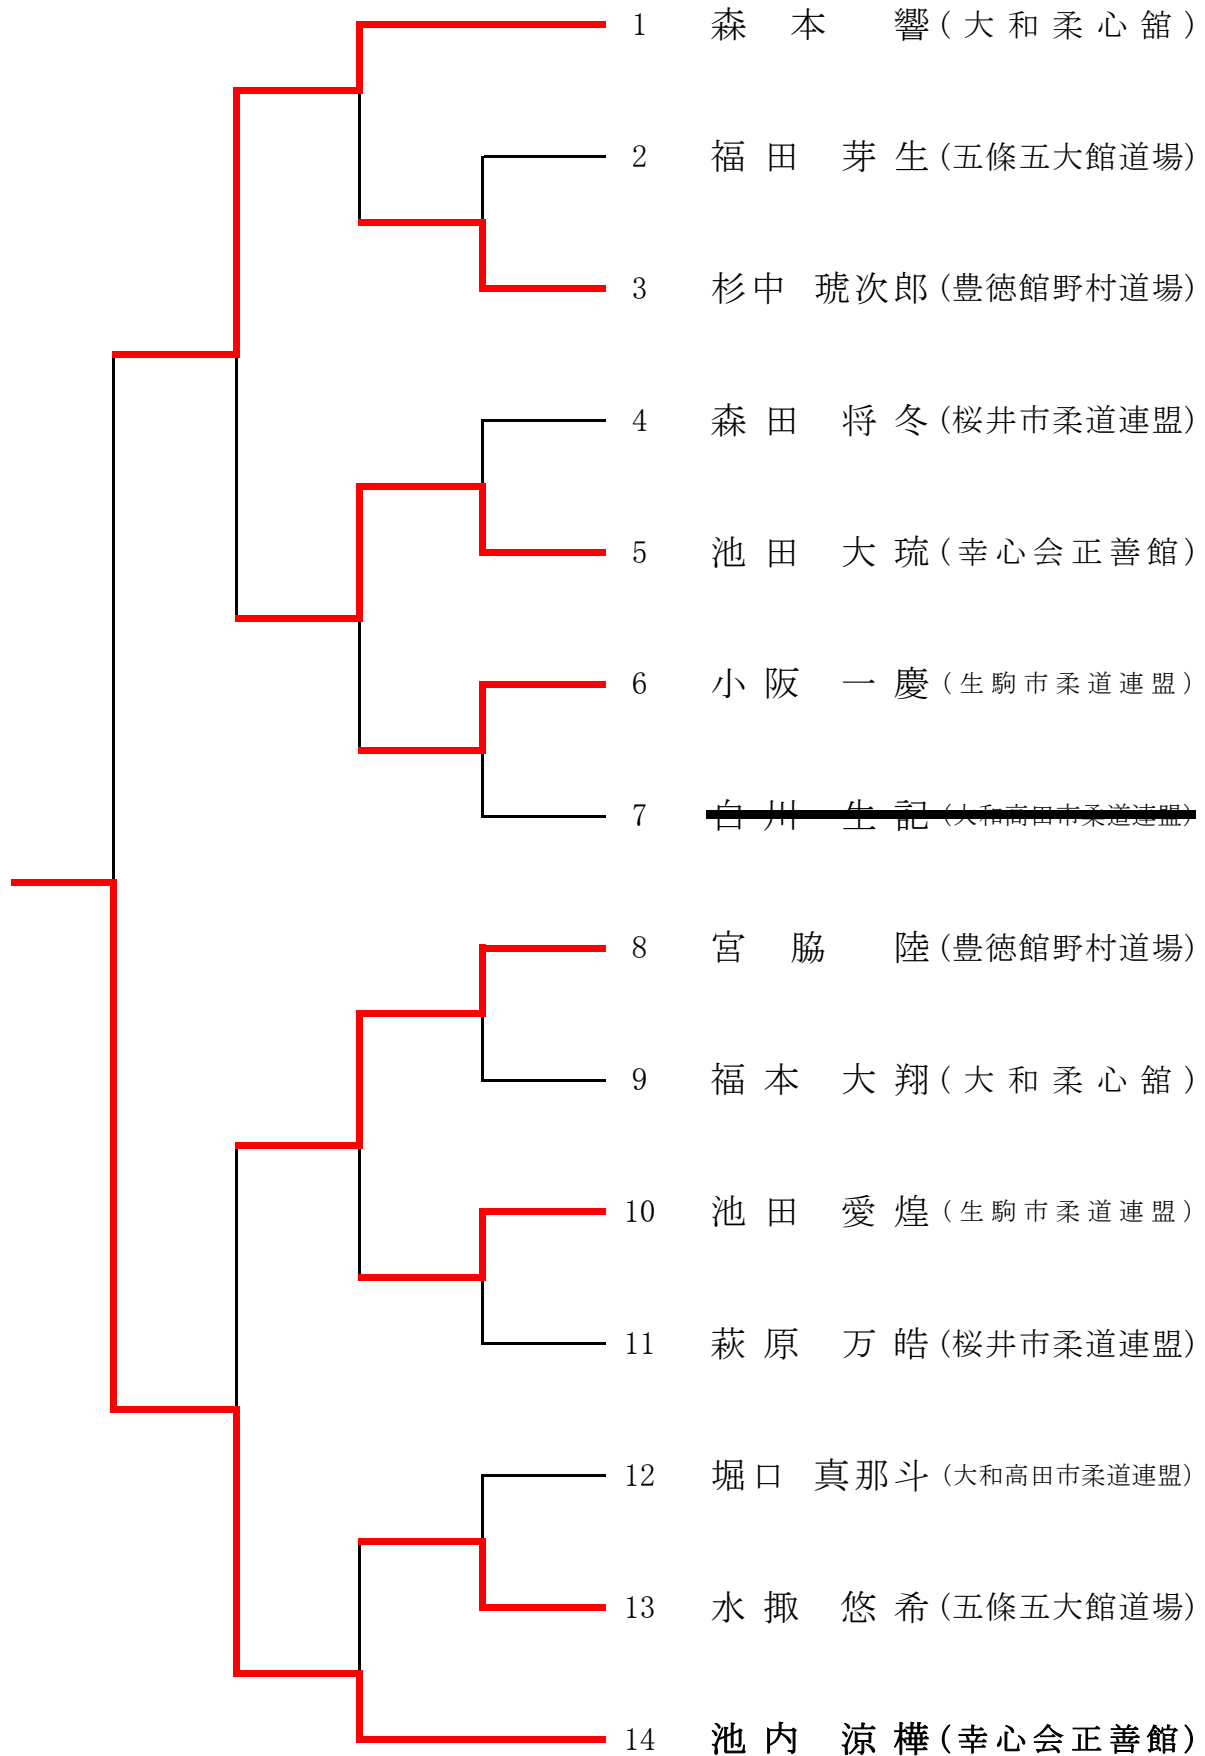 1 森本 響 (大和柔心舘)
2 福田 芽生 (五條五大館道場)
3 杉中 琥次郎 (豊徳館野村道場)
4 森田 将冬 (桜井市柔道連盟)
5 池田 大琉 (幸心会正善館)
6 小阪 一慶 (生駒市柔道連盟)
7 白川 生記 (大和高田市柔道連盟)
8 宮脇 陸 (豊徳館野村道場)
9 福本 大翔 (大和柔心舘)
10 池田 愛煌 (生駒市柔道連盟)
11 萩原 万皓 (桜井市柔道連盟)
12 堀口 真那斗 (大和高田市柔道連盟)
13 水掫 悠希 (五條五大館道場)
14 池内 涼樺 (幸心会正善館)